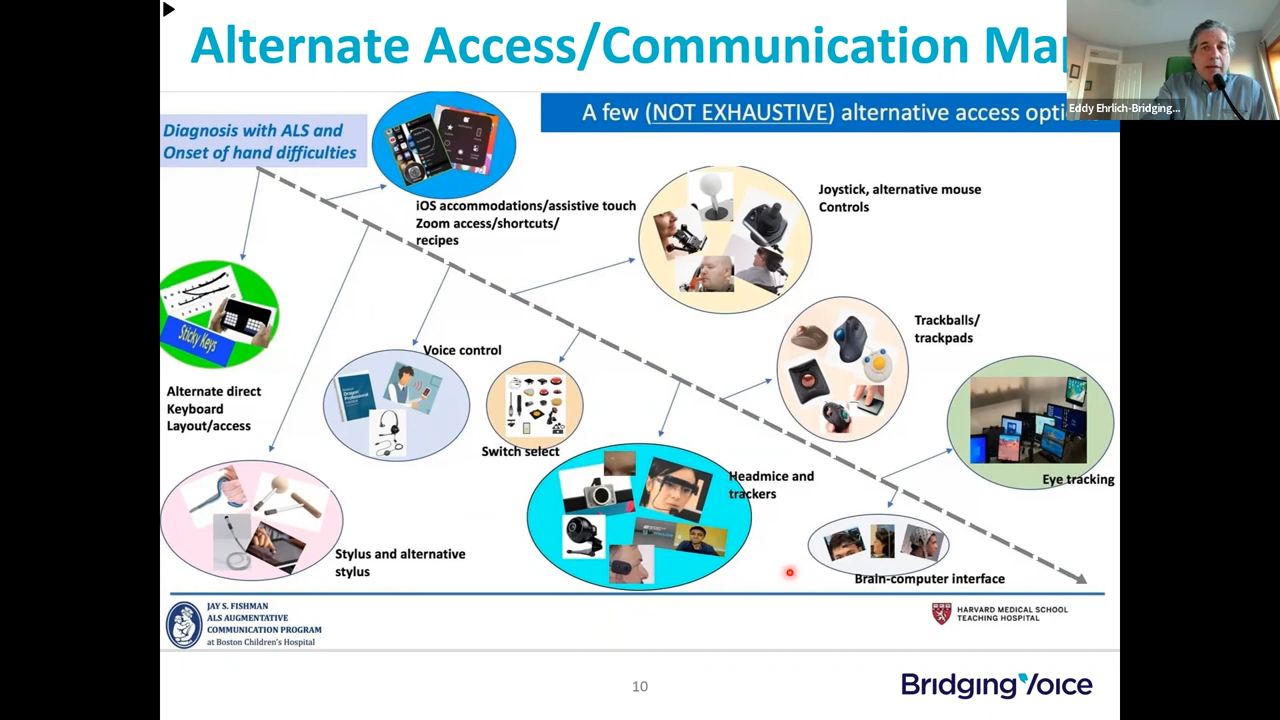 Alternate Access/Communication Map
Eddy Ehrlich-Bridging...
A few (NOT EXHAUSTIVE) alternative access opti
Diagnosis with ALS and
Onset of hand difficulties
iOS accommodations/assistive touch
Zoom access/shortcuts/
recipes
Joystick, alternative mouse
Controls
Sticky Keys
Alternate direct
Keyboard
Layout/access
Voice control
Dragon
Professional
Switch select
Trackballs/
trackpads
Headmice and
trackers
Eye tracking
Stylus and alternative
stylus
Brain-computer interface
JAY S. FISHMAN
ALS AUGMENTATIVE
COMMUNICATION PROGRAM
at Boston Children's Hospital
HARVARD MEDICAL SCHOOL
TEACHING HOSPITAL
10
BridgingVoice